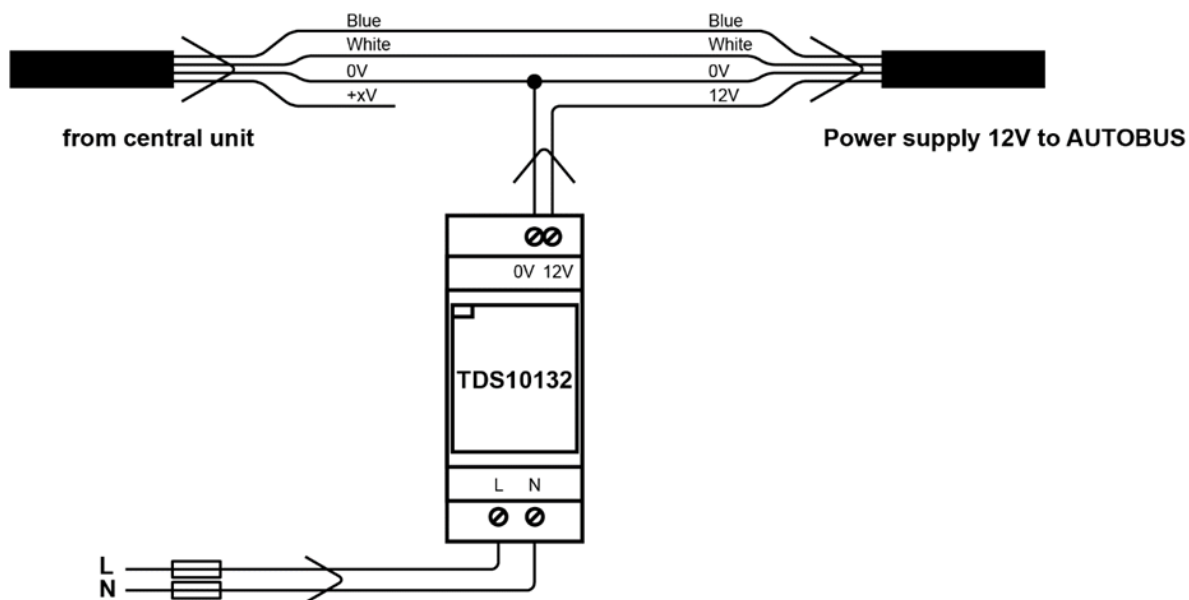 Blue Blue
White White
0V 0V
+xV 12V
from central unit Power supply 12V to AUTOBUS
0V 12V
TDS10132
L N
L
N